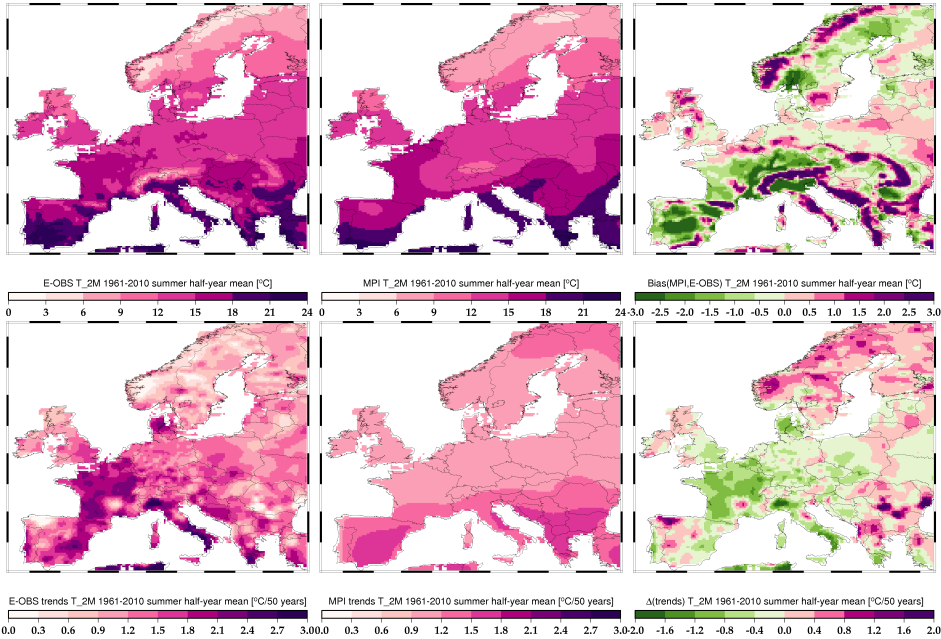 E-OBS T_2M 1961-2010 summer half-year mean [°C]
MPI T_2M 1961-2010 summer half-year mean [°C]
Bias(MPI,E-OBS) T_2M 1961-2010 summer half-year mean [°C]
0 3 6 9 12 15 18 21 24
0 3 6 9 12 15 18 21 24
-3.0 -2.5 -2.0 -1.5 -1.0 -0.5 0.0 0.5 1.0 1.5 2.0 2.5 3.0
E-OBS trends T_2M 1961-2010 summer half-year mean [°C/50 years]
MPI trends T_2M 1961-2010 summer half-year mean [°C/50 years]
Δ(trends) T_2M 1961-2010 summer half-year mean [°C/50 years]
0.0 0.3 0.6 0.9 1.2 1.5 1.8 2.1 2.4 2.7 3.0
0.0 0.3 0.6 0.9 1.2 1.5 1.8 2.1 2.4 2.7 3.0
-2.0 -1.6 -1.2 -0.8 -0.4 0.0 0.4 0.8 1.2 1.6 2.0